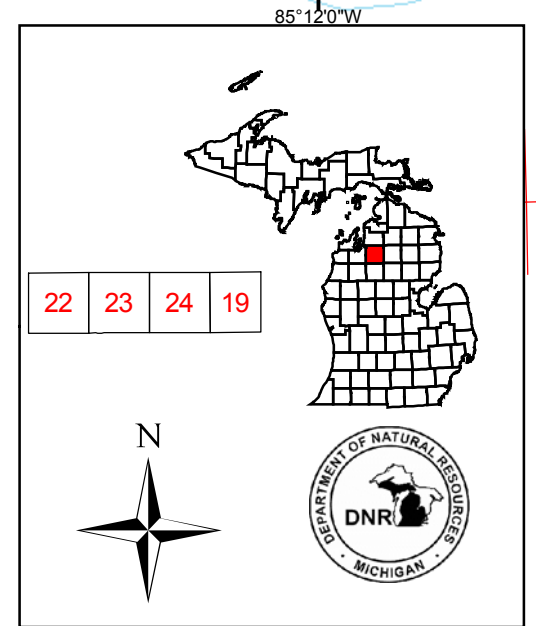 85°12'0"W
22 23 24 19
N
DEPARTMENT OF NATURAL RESOURCES
DNR
MICHIGAN